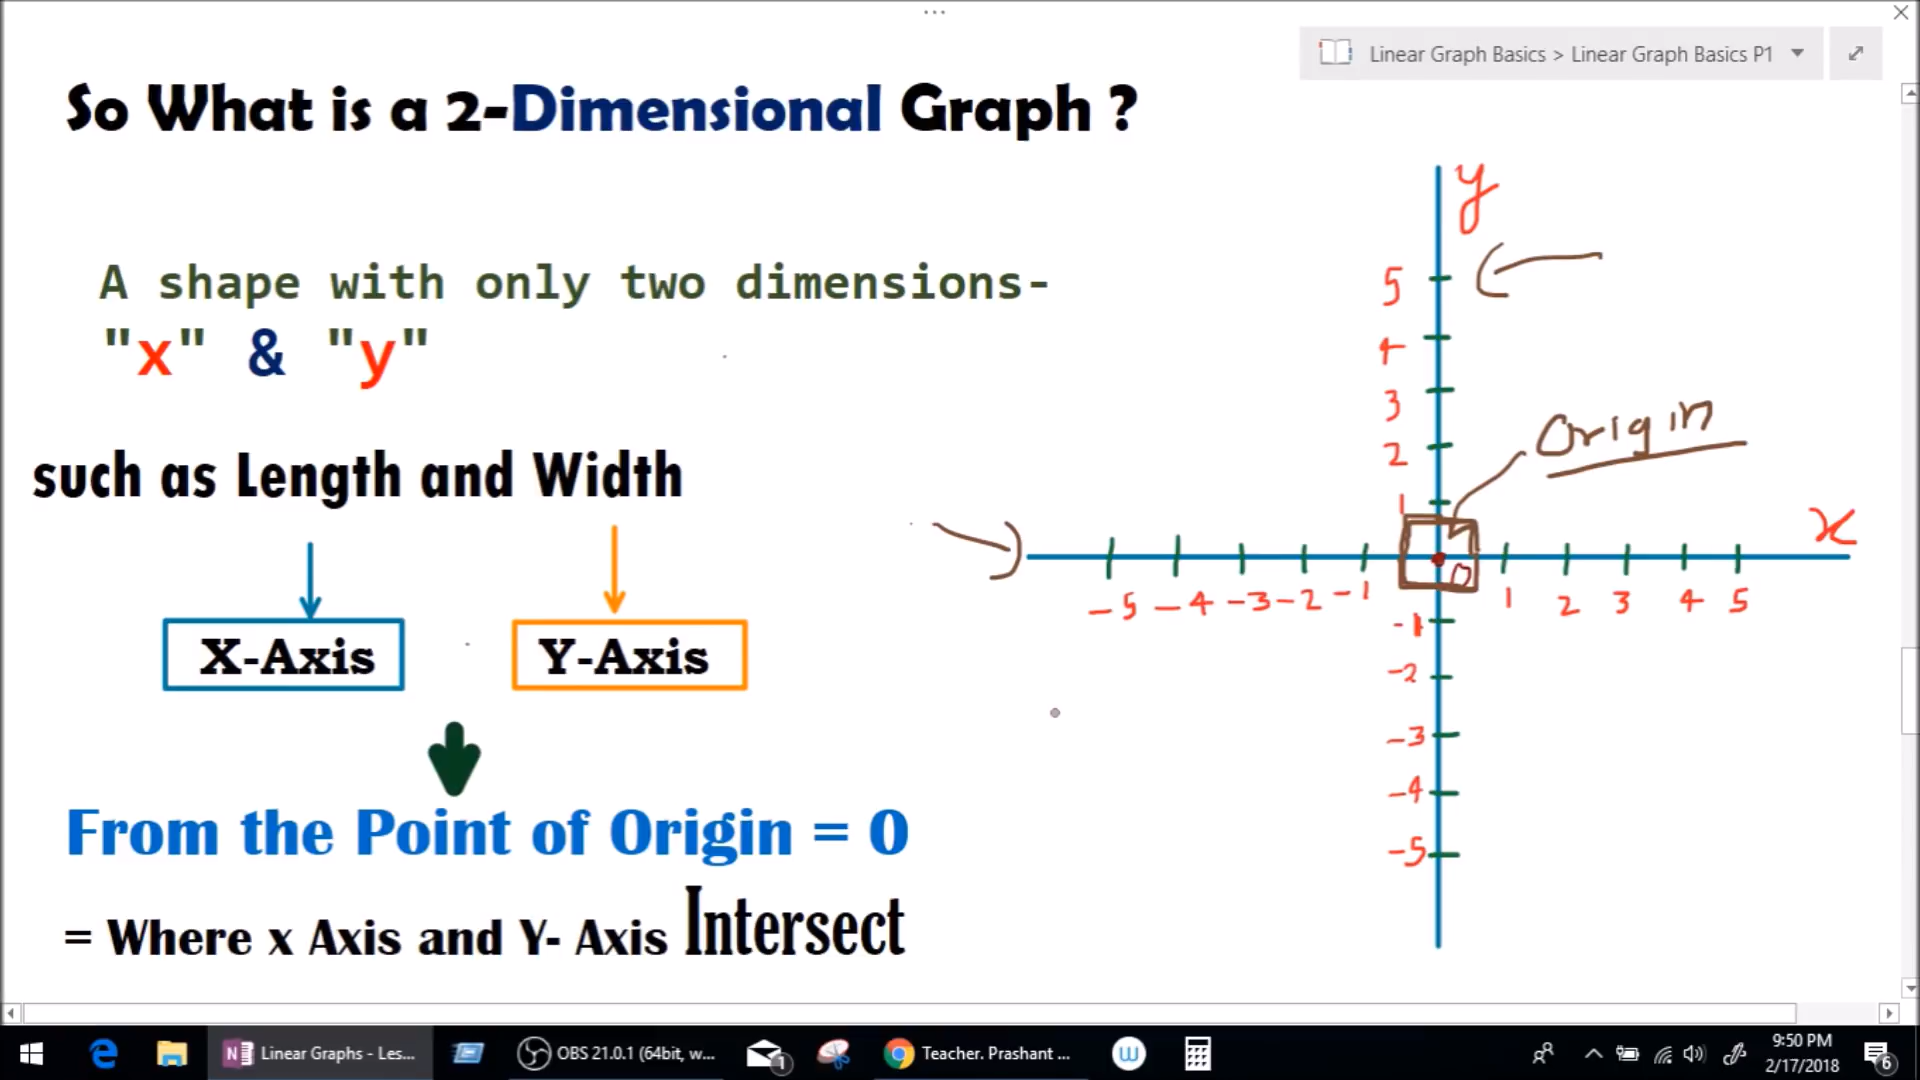 Linear Graph Basics > Linear Graph Basics P1
So What is a 2-Dimensional Graph ?
A shape with only two dimensions-
"x" & "y"
such as Length and Width
X-Axis
Y-Axis
From the Point of Origin = 0
= Where x Axis and Y- Axis Intersect
y
5
4
3
2
1
Origin
x
0
-5 -4 -3 -2 -1 1 2 3 4 5
-1
-2
-3
-4
-5
N Linear Graphs - Les...
OBS 21.0.1 (64bit, w...
1
Teacher. Prashant ...
W
9:50 PM
2/17/2018
6